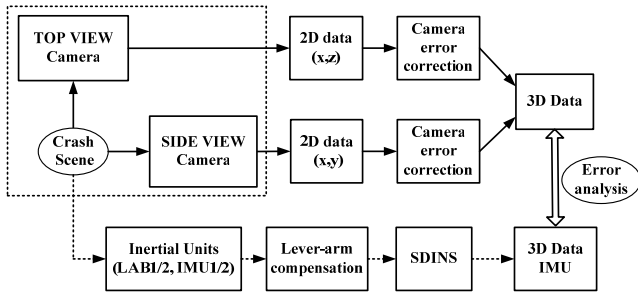 TOP VIEW
Camera
2D data
(x,z)
Camera
error
correction
3D Data
Crash
Scene
SIDE VIEW
Camera
2D data
(x,y)
Camera
error
correction
Error
analysis
Inertial Units
(LAB1/2, IMU1/2)
Lever-arm
compensation
SDINS
3D Data
IMU